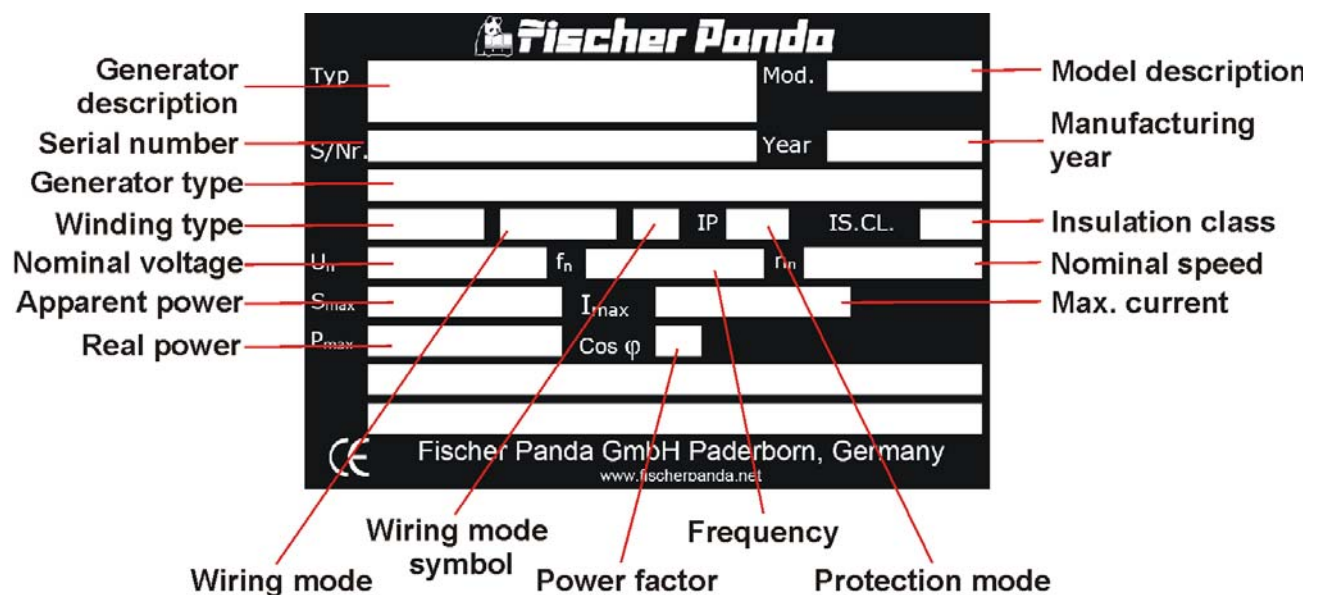 Fischer Panda
Generator
description
Typ
Mod.
Model description
Serial number
S/Nr.
Year
Manufacturing
year
Generator type
Winding type
IP
IS.CL.
Insulation class
Nominal voltage
Un
fn
nn
Nominal speed
Apparent power
Smax
Imax
Max. current
Real power
Pmax
Cos φ
CE
Fischer Panda GmbH Paderborn, Germany
www.fischerpanda.net
Wiring mode
Wiring mode
symbol
Power factor
Frequency
Protection mode